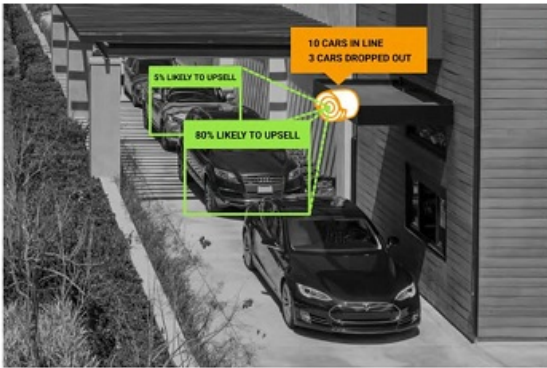 10 CARS IN LINE
3 CARS DROPPED OUT
5% LIKELY TO UPSELL
80% LIKELY TO UPSELL